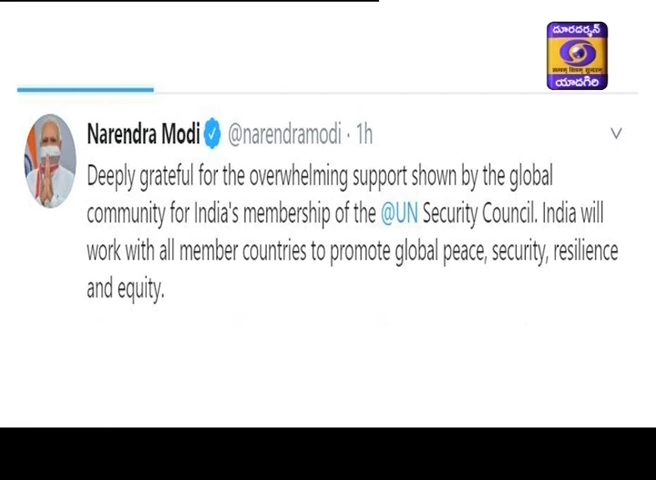 దూరదర్శన్
యాదగిరి
Narendra Modi @narendramodi · 1h
Deeply grateful for the overwhelming support shown by the global
community for India's membership of the @UN Security Council. India will
work with all member countries to promote global peace, security, resilience
and equity.